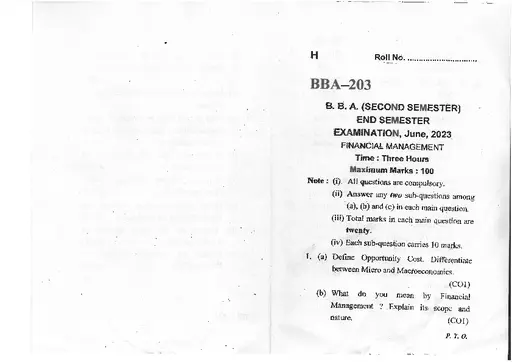 H Roll No. ..............................
BBA–203
B. B. A. (SECOND SEMESTER)
END SEMESTER
EXAMINATION, June, 2023
FINANCIAL MANAGEMENT
Time : Three Hours
Maximum Marks : 100
Note : (i) All questions are compulsory.
(ii) Answer any two sub-questions among
(a), (b) and (c) in each main question.
(iii) Total marks in each main question are
twenty.
(iv) Each sub-question carries 10 marks.
1. (a) Define Opportunity Cost. Differentiate
between Micro and Macroeconomics.
(CO1)
(b) What do you mean by Financial
Management ? Explain its scope and
nature. (CO1)
P. T. O.